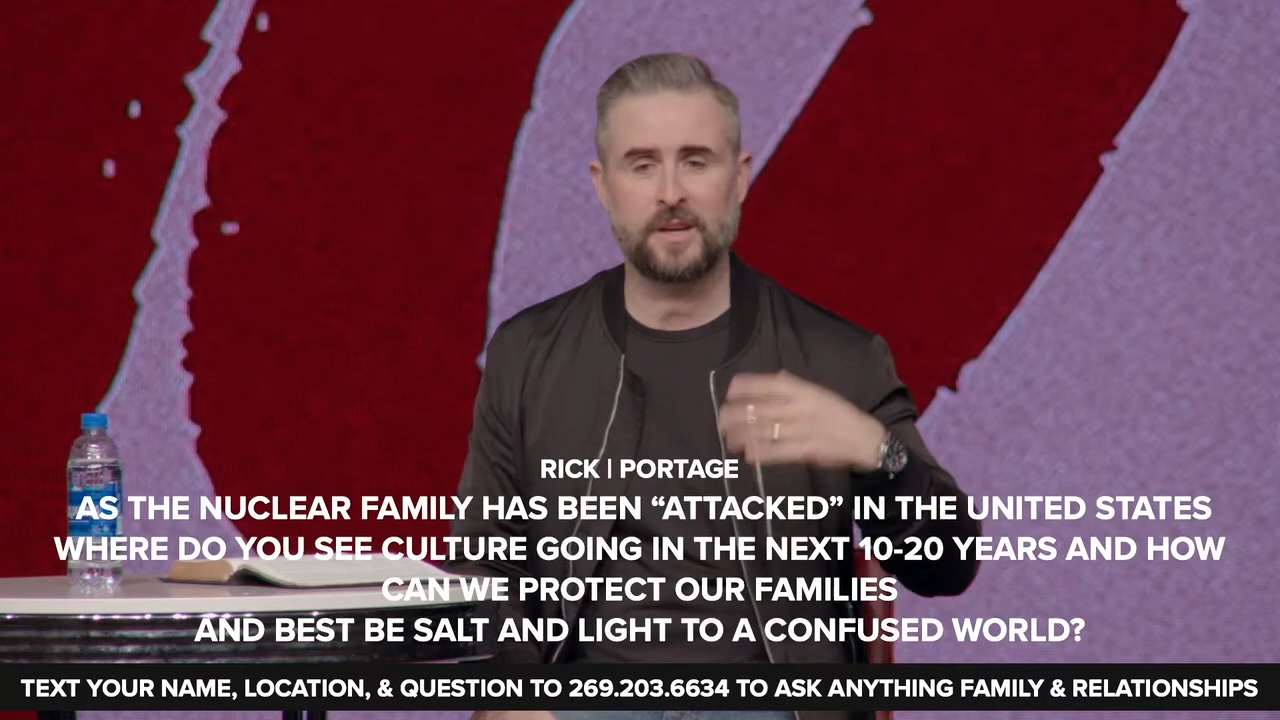 RICK | PORTAGE
AS THE NUCLEAR FAMILY HAS BEEN “ATTACKED” IN THE UNITED STATES
WHERE DO YOU SEE CULTURE GOING IN THE NEXT 10-20 YEARS AND HOW
CAN WE PROTECT OUR FAMILIES
AND BEST BE SALT AND LIGHT TO A CONFUSED WORLD?
TEXT YOUR NAME, LOCATION, & QUESTION TO 269.203.6634 TO ASK ANYTHING FAMILY & RELATIONSHIPS